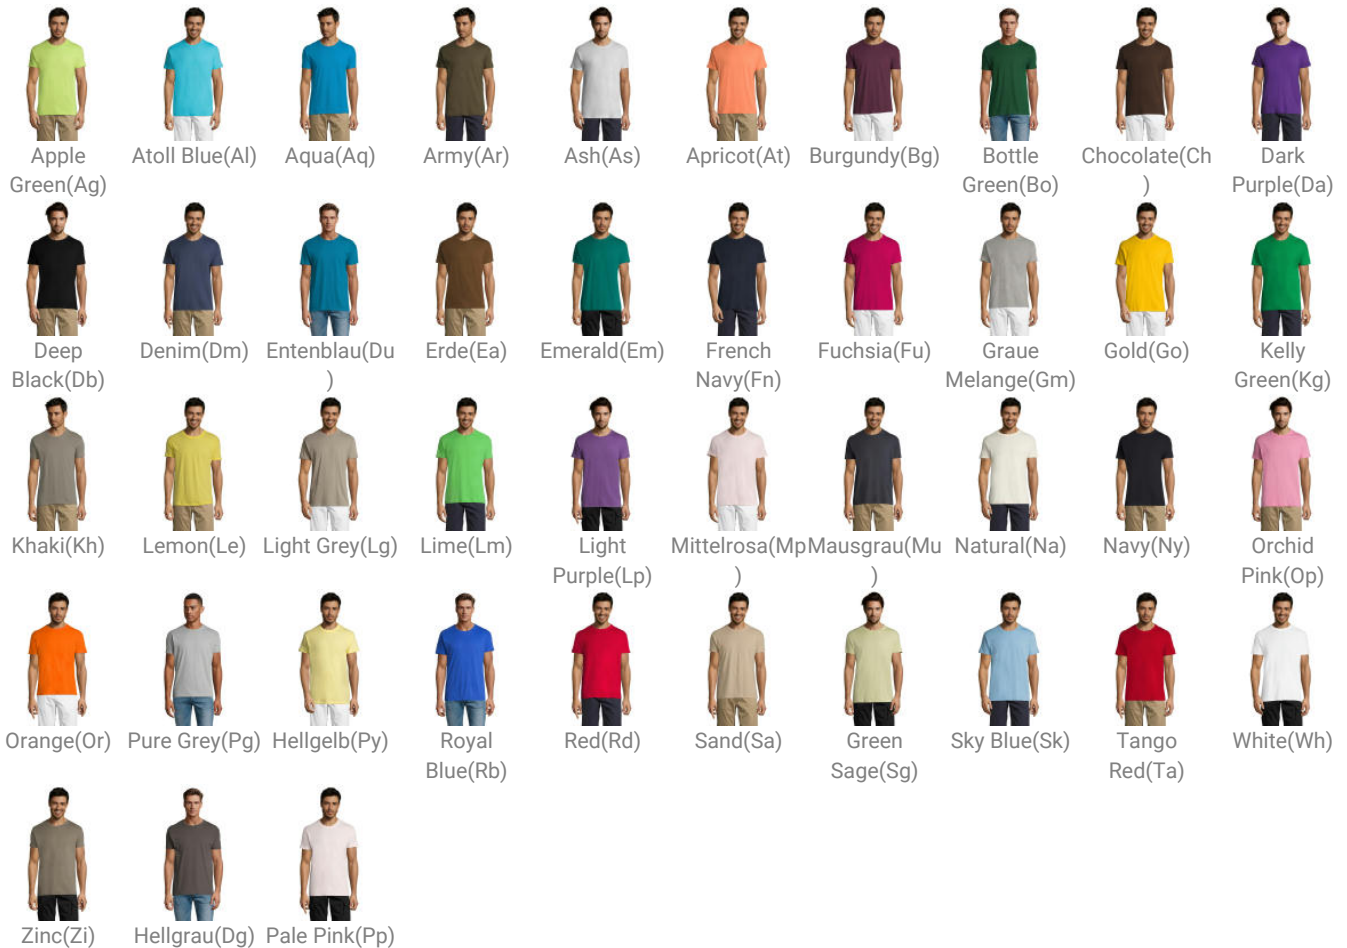 Apple Atoll Blue(Al) Aqua(Aq) Army(Ar) Ash(As) Apricot(At) Burgundy(Bg) Bottle Chocolate(Ch Dark
Green(Ag) Green(Bo) ) Purple(Da)
Deep Denim(Dm) Entenblau(Du Erde(Ea) Emerald(Em) French Fuchsia(Fu) Graue Gold(Go) Kelly
Black(Db) ) Navy(Fn) Melange(Gm) Green(Kg)
Khaki(Kh) Lemon(Le) Light Grey(Lg) Lime(Lm) Light Mittelrosa(Mp Mausgrau(Mu Natural(Na) Navy(Ny) Orchid
Purple(Lp) ) ) Pink(Op)
Orange(Or) Pure Grey(Pg) Hellgelb(Py) Royal Red(Rd) Sand(Sa) Green Sky Blue(Sk) Tango White(Wh)
Blue(Rb) Sage(Sg) Red(Ta)
Zinc(Zi) Hellgrau(Dg) Pale Pink(Pp)